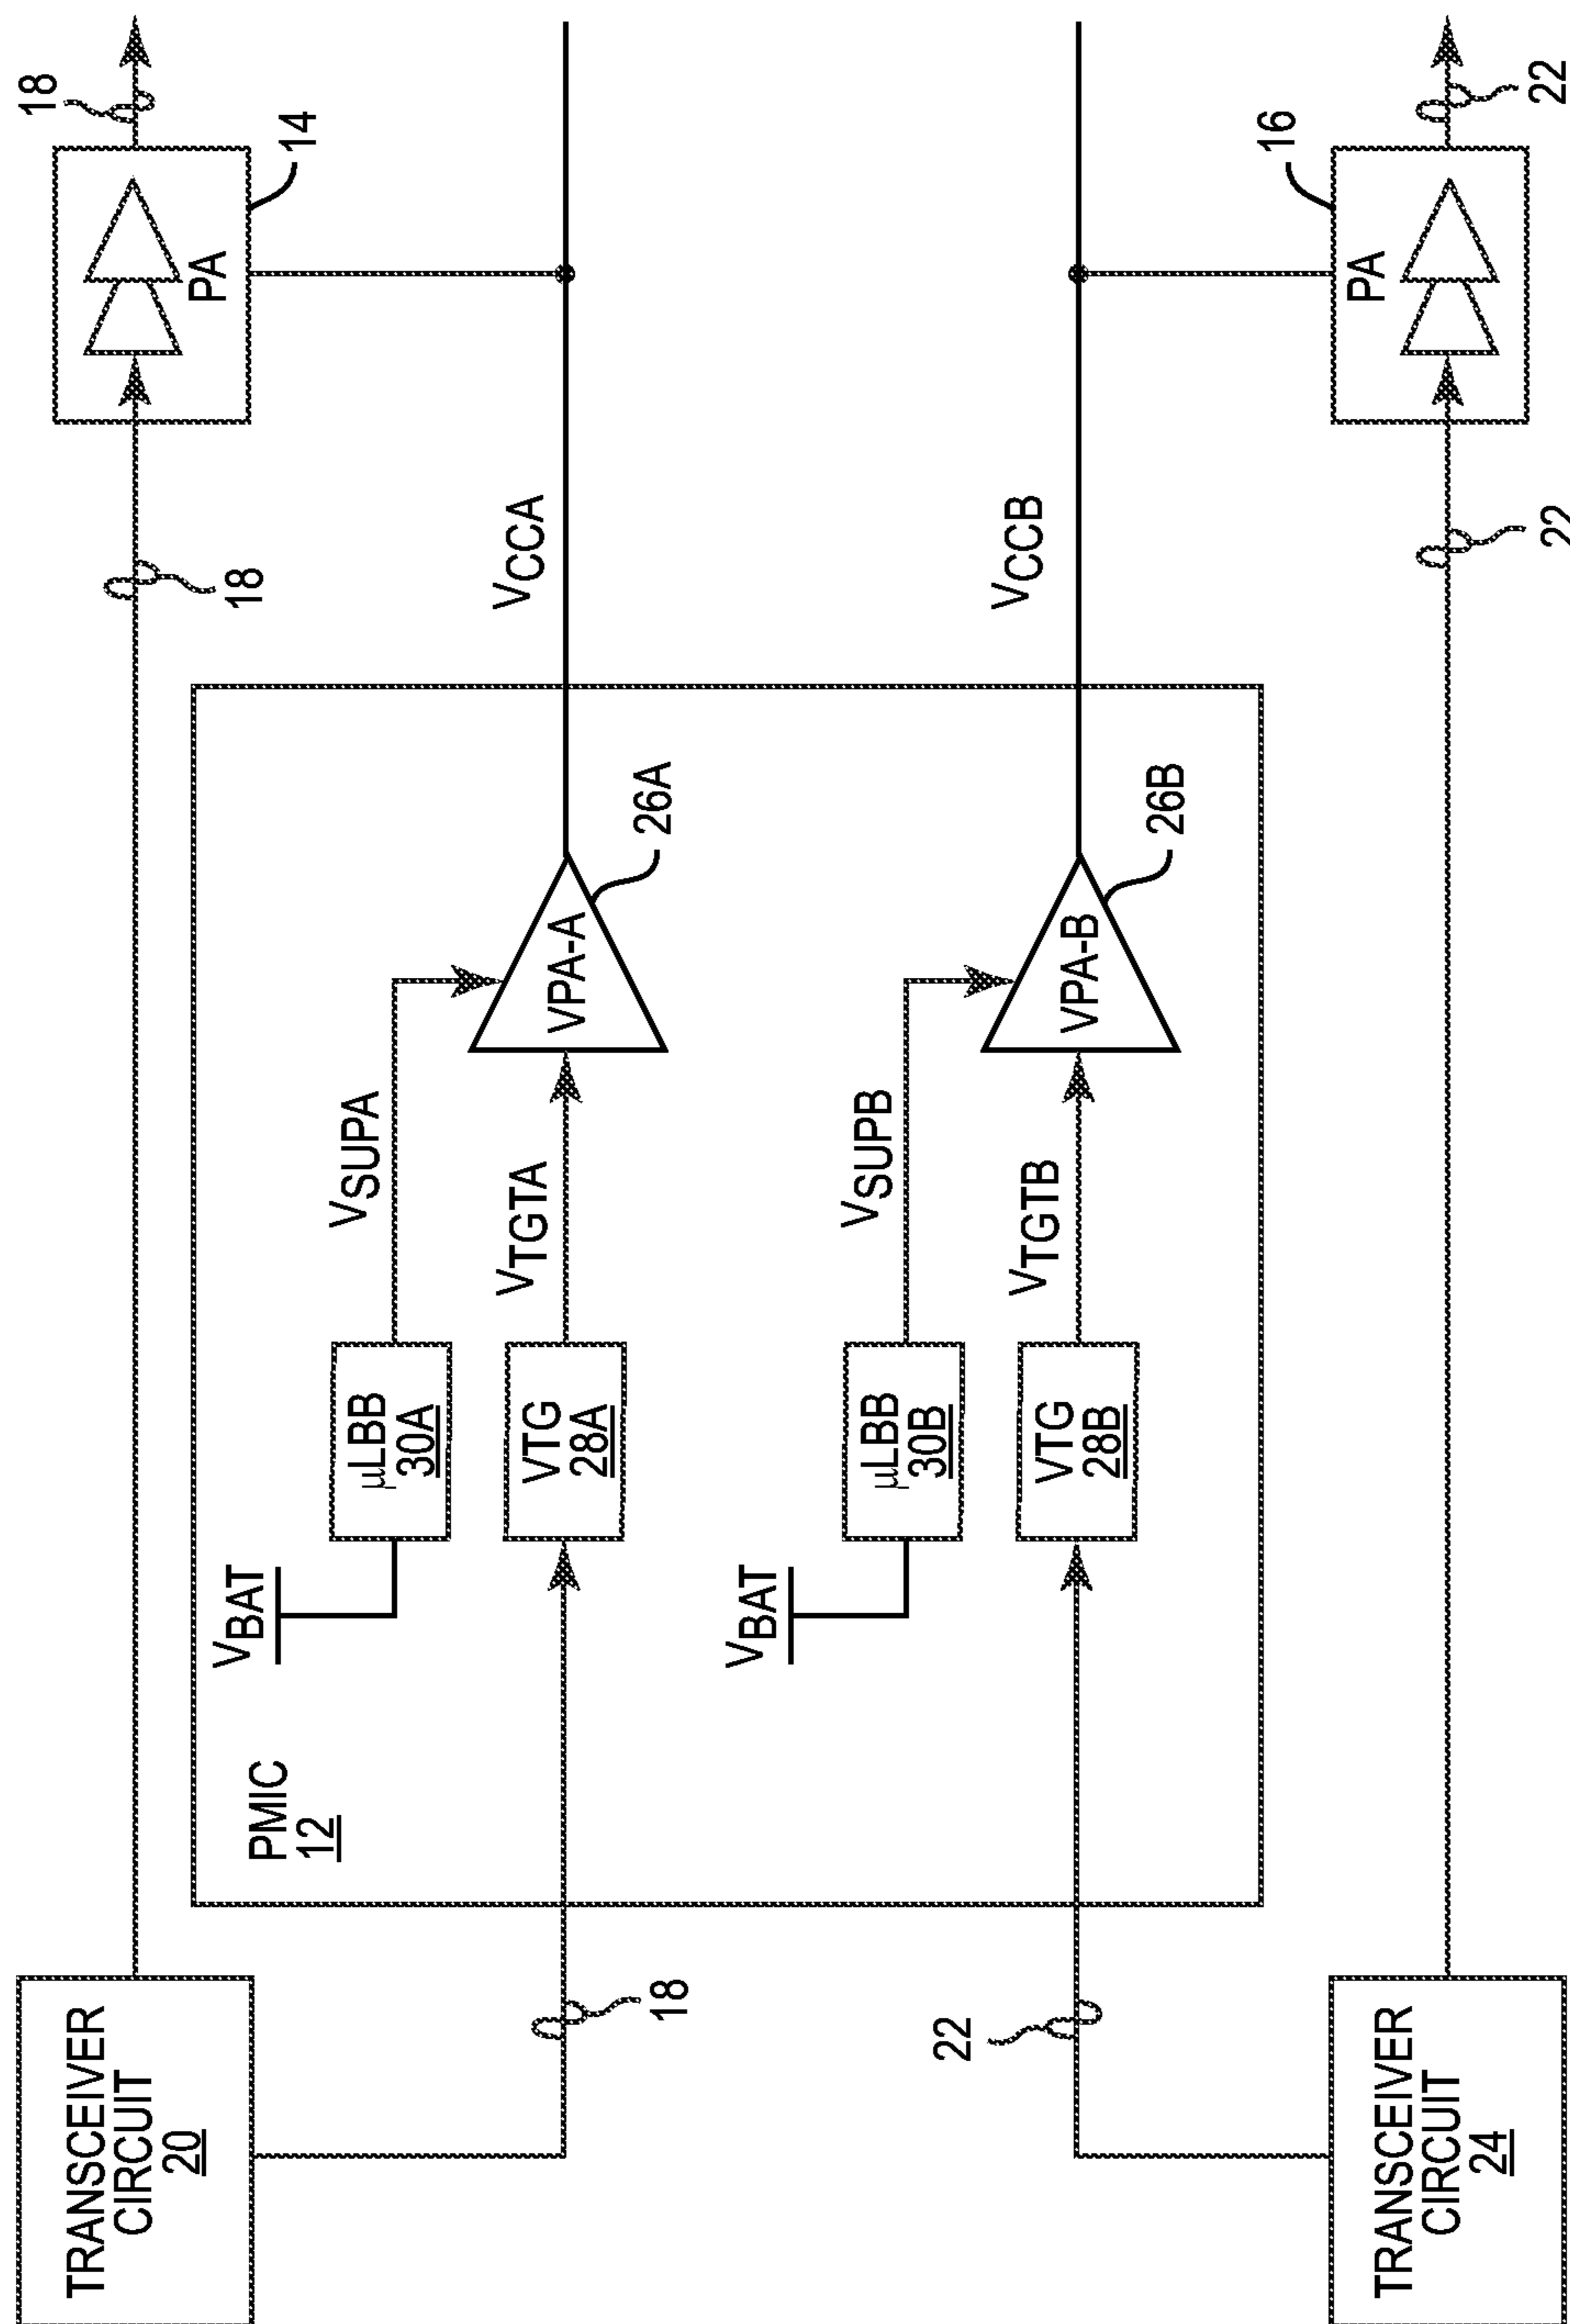 TRANSCEIVER
CIRCUIT
20
18
18
PA
14
PMIC
12
VBAT
µLBB
30A
VSUPA
VTG
28A
VTGTA
VPA-A
26A
VCCA
18
VBAT
µLBB
30B
VSUPB
VTG
28B
VTGTB
VPA-B
26B
VCCB
22
TRANSCEIVER
CIRCUIT
24
22
16
PA
22